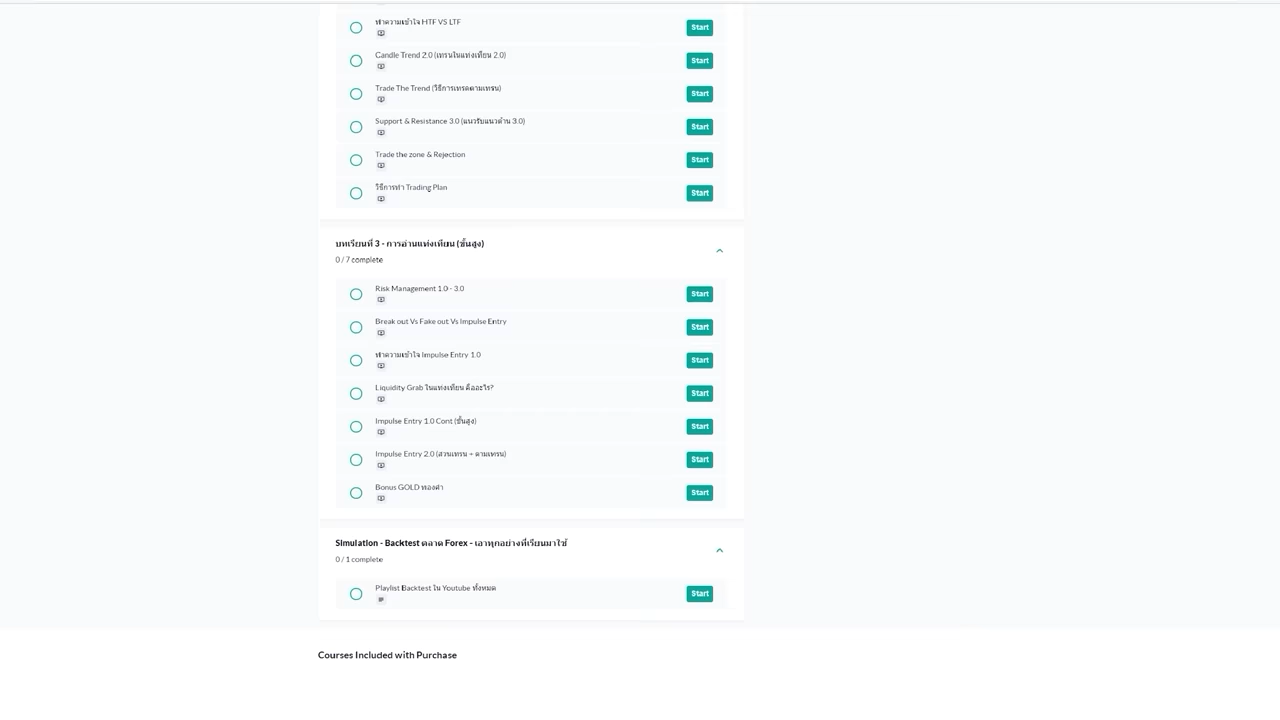 ทำความเข้าใจ HTF VS LTF
Start
Candle Trend 2.0 (เทรนในแท่งเทียน 2.0)
Start
Trade The Trend (วิธีการเทรดตามเทรน)
Start
Support & Resistance 3.0 (แนวรับแนวต้าน 3.0)
Start
Trade the zone & Rejection
Start
วิธีการทำ Trading Plan
Start
บทเรียนที่ 3 - การอ่านแท่งเทียน (ขั้นสูง)
0 / 7 complete
Risk Management 1.0 - 3.0
Start
Break out Vs Fake out Vs Impulse Entry
Start
ทำความเข้าใจ Impulse Entry 1.0
Start
Liquidity Grab ในแท่งเทียน คืออะไร?
Start
Impulse Entry 1.0 Cont (ขั้นสูง)
Start
Impulse Entry 2.0 (สวนเทรน + ตามเทรน)
Start
Bonus GOLD ทองคำ
Start
Simulation - Backtest ตลาด Forex - เอาทุกอย่างที่เรียนมาใช้
0 / 1 complete
Playlist Backtest ใน Youtube ทั้งหมด
Start
Courses Included with Purchase